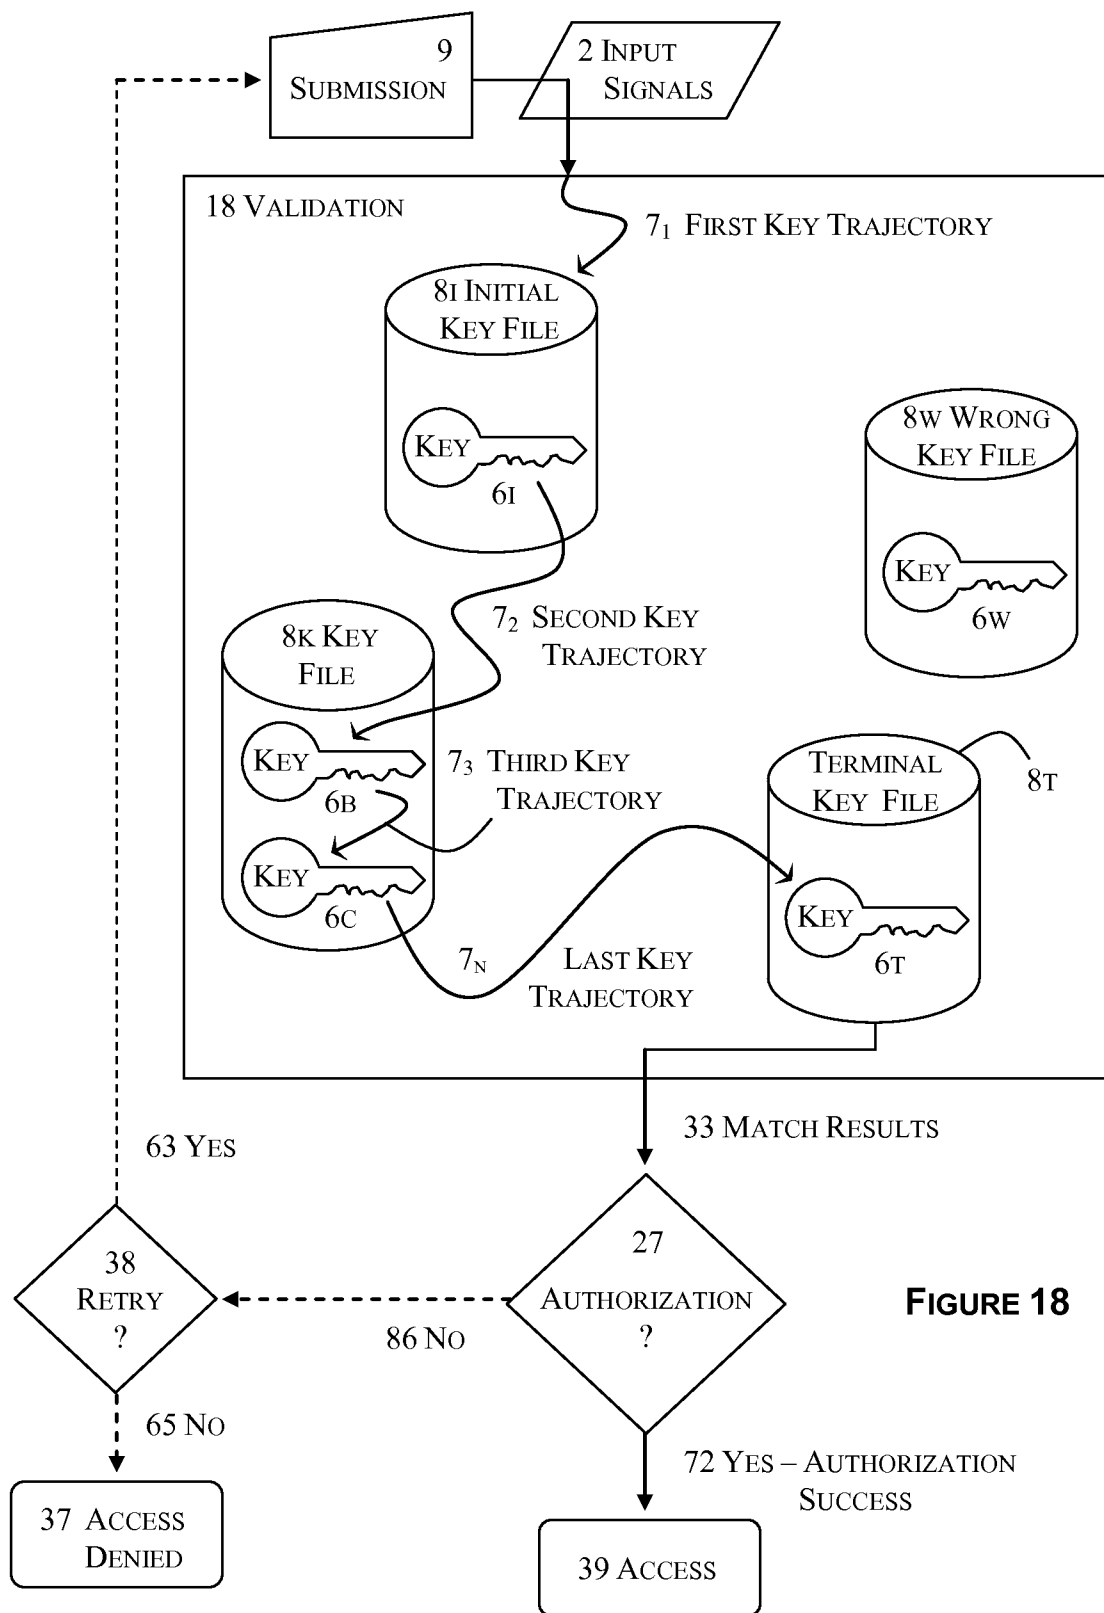 9
SUBMISSION
2 INPUT
SIGNALS
18 VALIDATION
7₁ FIRST KEY TRAJECTORY
8I INITIAL
KEY FILE
KEY
6I
8W WRONG
KEY FILE
KEY
6W
7₂ SECOND KEY
TRAJECTORY
8K KEY
FILE
KEY
6B
7₃ THIRD KEY
TRAJECTORY
KEY
6C
TERMINAL
KEY FILE
8T
KEY
6T
7N LAST KEY
TRAJECTORY
33 MATCH RESULTS
63 YES
38
RETRY
?
86 NO
27
AUTHORIZATION
?
FIGURE 18
65 NO
72 YES – AUTHORIZATION
SUCCESS
37 ACCESS
DENIED
39 ACCESS